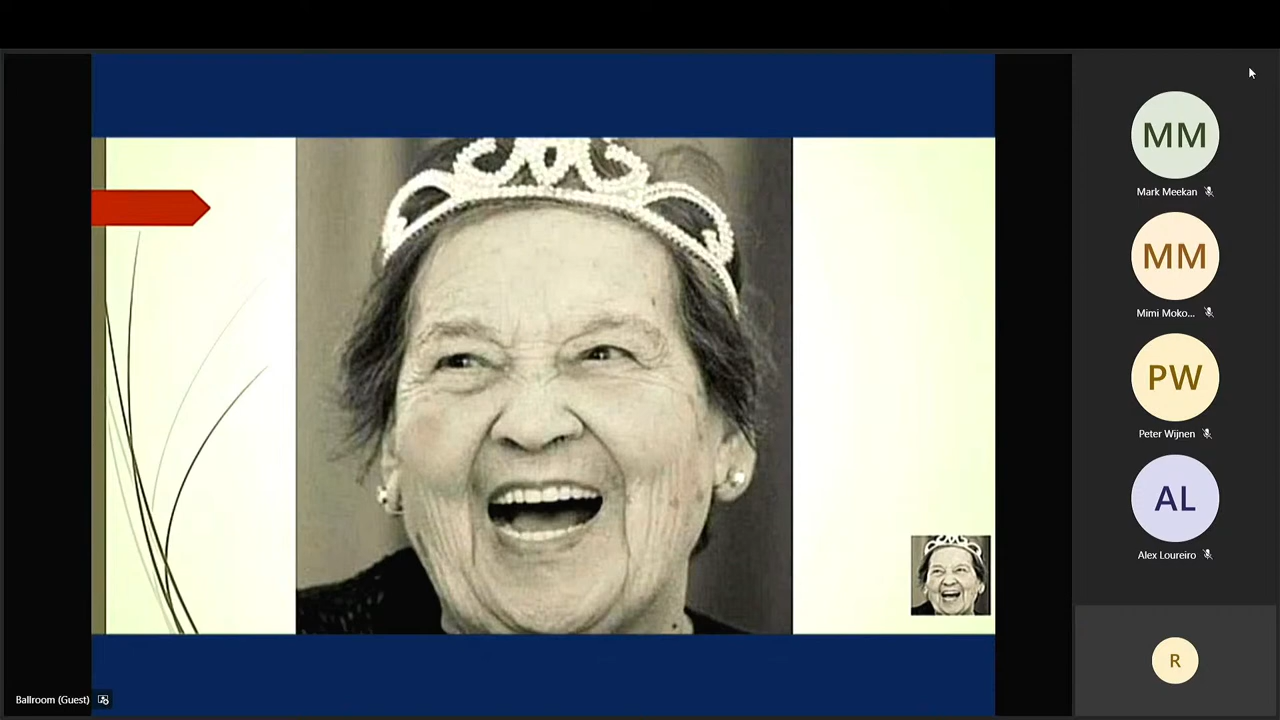 MM
Mark Meekan
MM
Mimi Moko...
PW
Peter Wijnen
AL
Alex Loureiro
R
Ballroom (Guest)